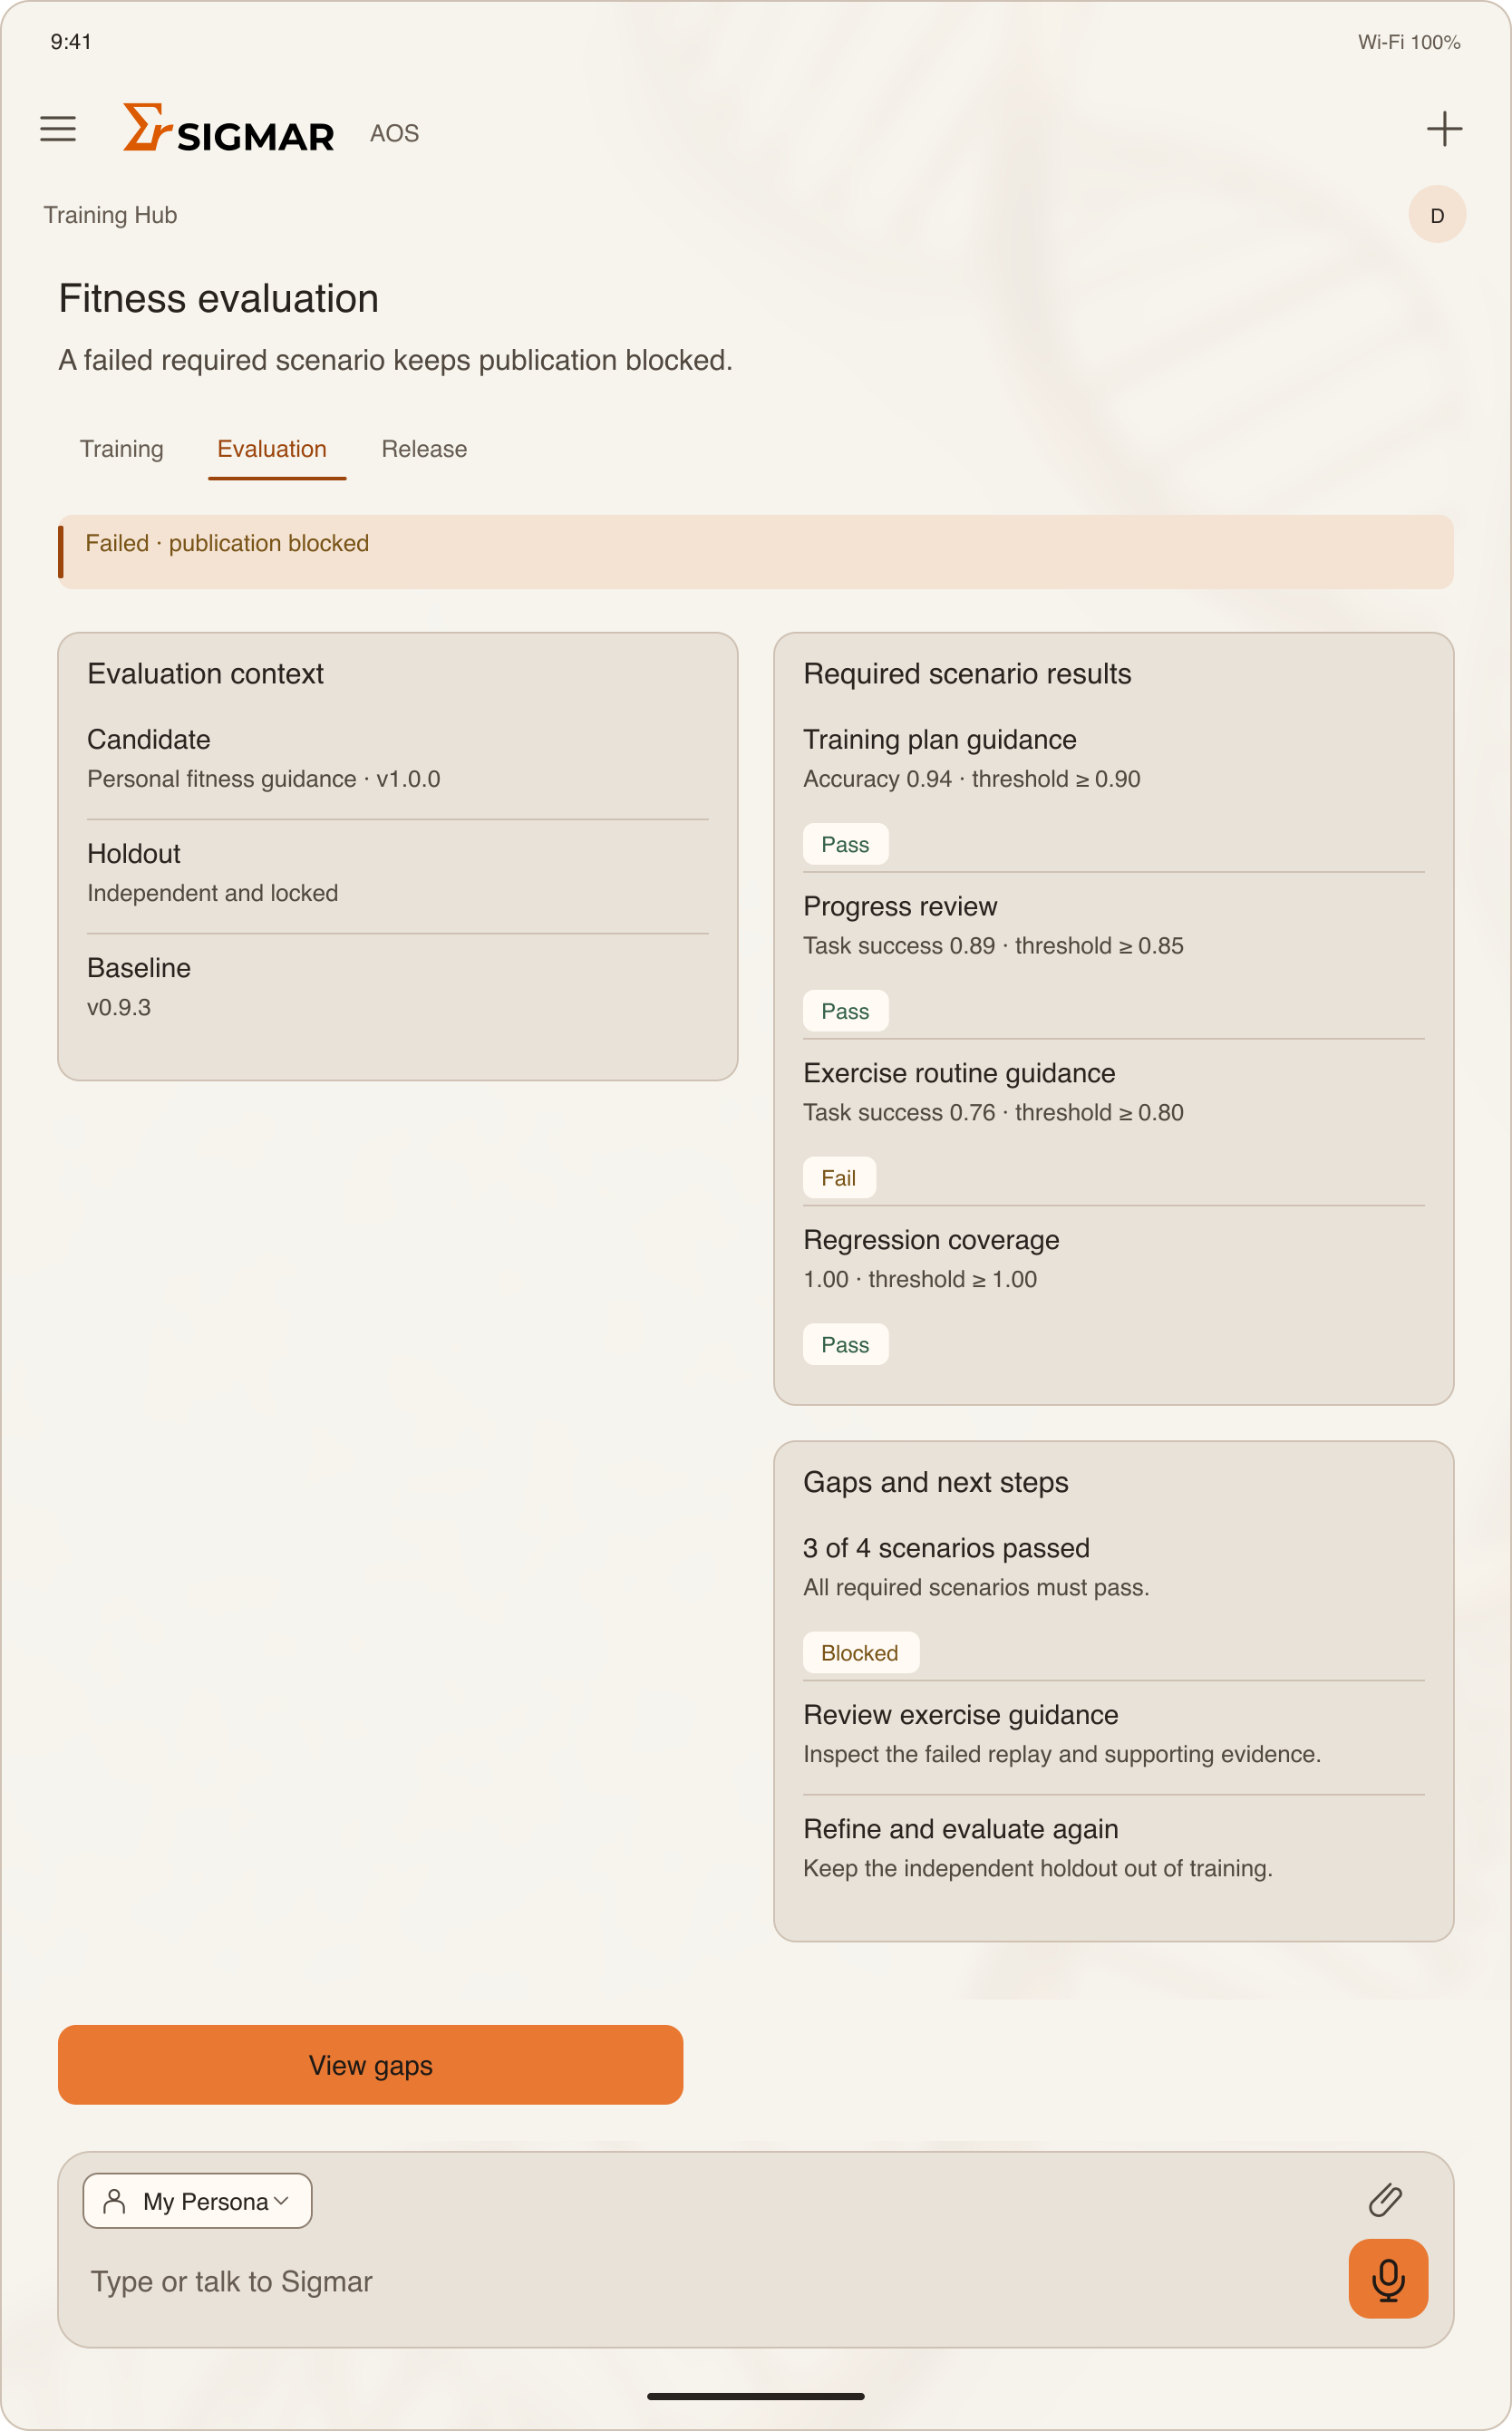 9:41
Wi-Fi 100%
Σr SIGMAR AOS
Training Hub
D
Fitness evaluation
A failed required scenario keeps publication blocked.
Training
Evaluation
Release
Failed · publication blocked
Evaluation context
Candidate
Personal fitness guidance · v1.0.0
Holdout
Independent and locked
Baseline
v0.9.3
Required scenario results
Training plan guidance
Accuracy 0.94 · threshold ≥ 0.90
Pass
Progress review
Task success 0.89 · threshold ≥ 0.85
Pass
Exercise routine guidance
Task success 0.76 · threshold ≥ 0.80
Fail
Regression coverage
1.00 · threshold ≥ 1.00
Pass
Gaps and next steps
3 of 4 scenarios passed
All required scenarios must pass.
Blocked
Review exercise guidance
Inspect the failed replay and supporting evidence.
Refine and evaluate again
Keep the independent holdout out of training.
View gaps
My Persona
Type or talk to Sigmar